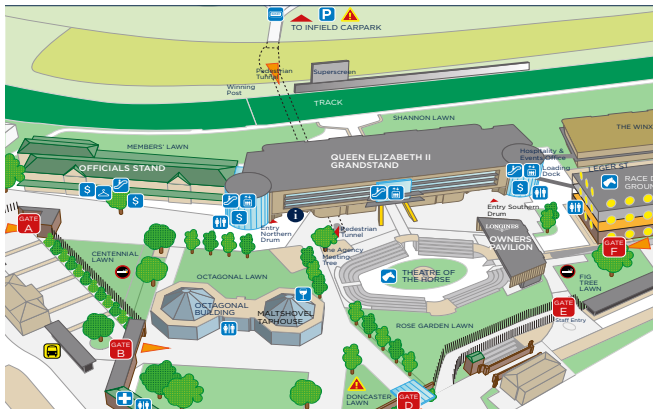 P
TO INFIELD CARPARK
Pedestrian
Tunnel
Superscreen
Winning
Post
TRACK
SHANNON LAWN
THE WINX
MEMBERS' LAWN
OFFICIALS STAND
QUEEN ELIZABETH II
GRANDSTAND
Hospitality &
Events Office
Loading
Dock
LEGER ST
RACE D
GROUN
$
$
$
$
i
GATE
A
Entry
Northern
Drum
Pedestrian
Tunnel
The Agency
Meeting
Tree
Entry Southern
Drum
LONGINES
OWNERS
PAVILION
GATE
F
CENTENNIAL
LAWN
OCTAGONAL LAWN
THEATRE OF
THE HORSE
FIG
TREE
LAWN
OCTAGONAL
BUILDING
MALTSHOVEL
TAPHOUSE
GATE
E
Staff Entry
ROSE GARDEN LAWN
GATE
B
DONCASTER
LAWN
GATE
D